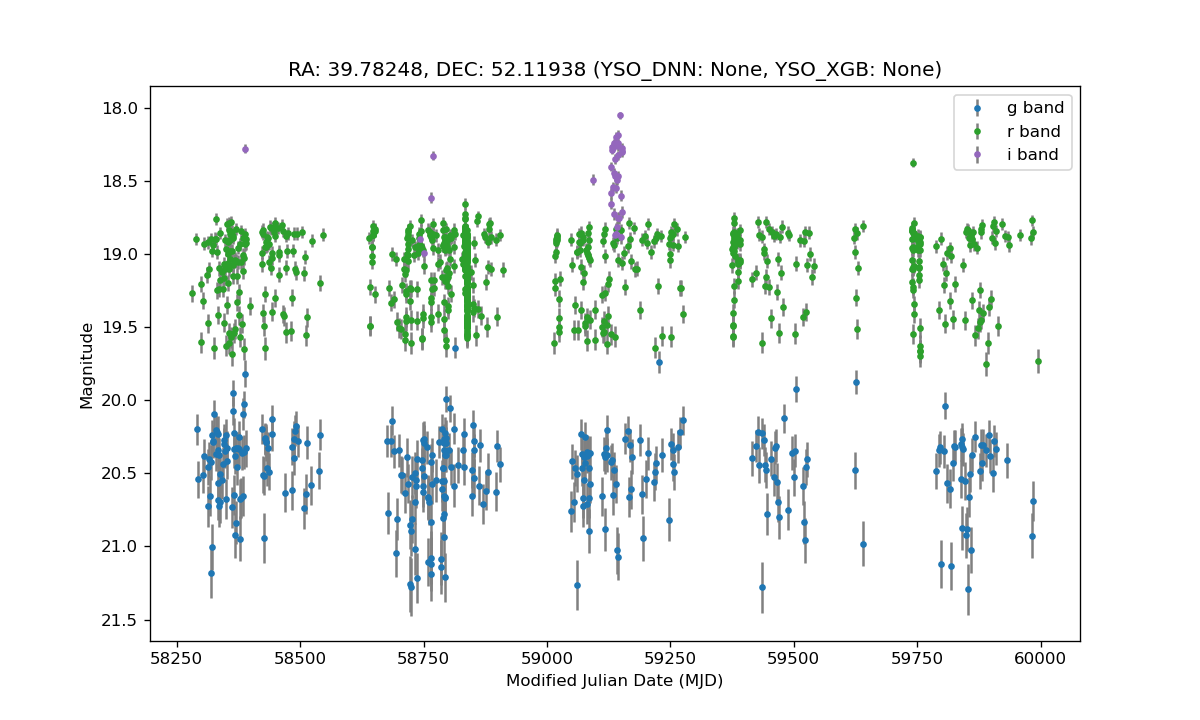 RA: 39.78248, DEC: 52.11938 (YSO_DNN: None, YSO_XGB: None)
g band
r band
i band
18.0
18.5
19.0
19.5
20.0
20.5
21.0
21.5
Magnitude
58250
58500
58750
59000
59250
59500
59750
60000
Modified Julian Date (MJD)